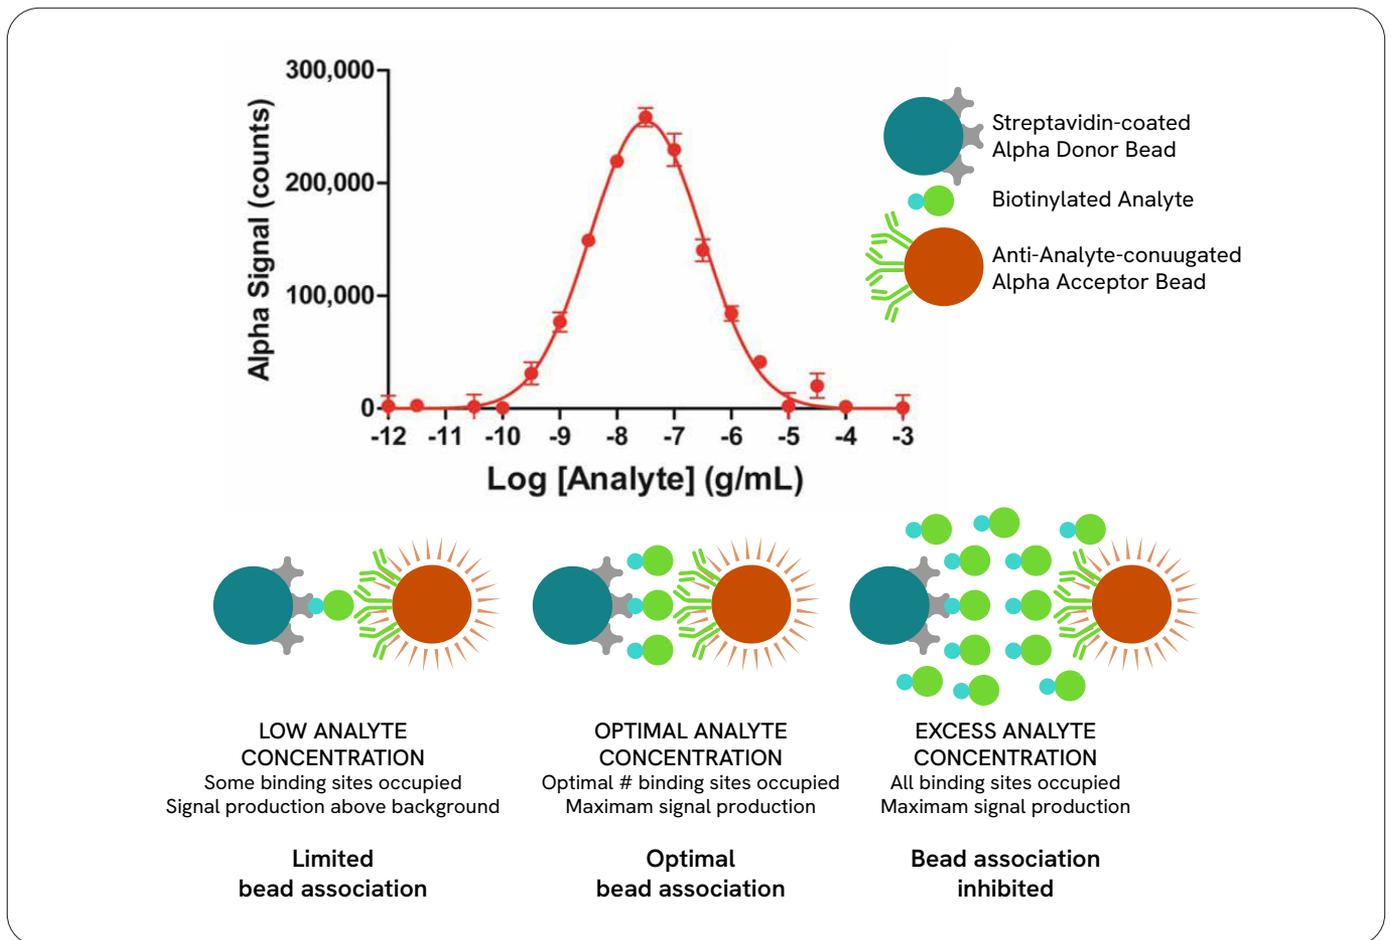 300,000
200,000
100,000
0
Alpha Signal (counts)
-12 -11 -10 -9 -8 -7 -6 -5 -4 -3
Log [Analyte] (g/mL)
Streptavidin-coated
Alpha Donor Bead
Biotinylated Analyte
Anti-Analyte-conuugated
Alpha Acceptor Bead
LOW ANALYTE
CONCENTRATION
Some binding sites occupied
Signal production above background
Limited
bead association
OPTIMAL ANALYTE
CONCENTRATION
Optimal # binding sites occupied
Maximam signal production
Optimal
bead association
EXCESS ANALYTE
CONCENTRATION
All binding sites occupied
Maximam signal production
Bead association
inhibited